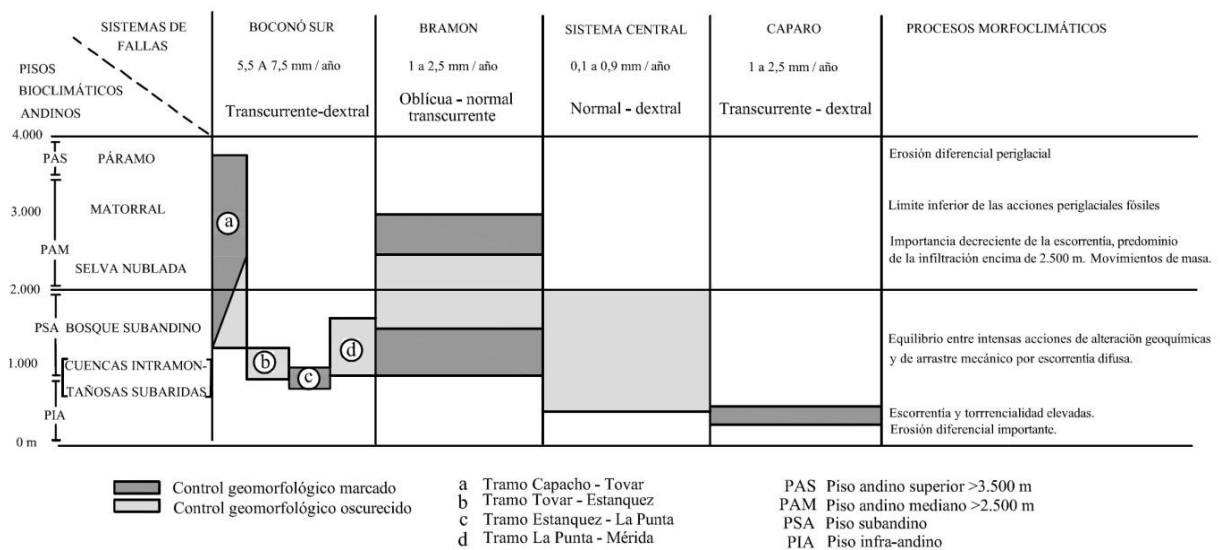 SISTEMAS DE FALLAS
PISOS
BIOCLIMÁTICOS
ANDINOS
BOCONÓ SUR
5,5 A 7,5 mm / año
Transcurrente-dextral
BRAMON
1 a 2,5 mm / año
Oblícua - normal
transcurrente
SISTEMA CENTRAL
0,1 a 0,9 mm / año
Normal - dextral
CAPARO
1 a 2,5 mm / año
Transcurrente - dextral
PROCESOS MORFOCLIMÁTICOS
4.000
PAS
PÁRAMO
Erosión diferencial periglacial
3.000
MATORRAL
a
Límite inferior de las acciones periglaciales fósiles
PAM
SELVA NUBLADA
Importancia decreciente de la escorrentía, predominio
de la infiltración encima de 2.500 m. Movimientos de masa.
2.000
PSA
BOSQUE SUBANDINO
1.000
CUENCAS INTRAMON-
TAÑOSAS SUBARIDAS
b
c
d
Equilibrio entre intensas acciones de alteración geoquímicas
y de arrastre mecánico por escorrentía difusa.
PIA
Escorrentía y torrrencialidad elevadas.
Erosión diferencial importante.
0 m
Control geomorfológico marcado
Control geomorfológico oscurecido
a Tramo Capacho - Tovar
b Tramo Tovar - Estanquez
c Tramo Estanquez - La Punta
d Tramo La Punta - Mérida
PAS Piso andino superior >3.500 m
PAM Piso andino mediano >2.500 m
PSA Piso subandino
PIA Piso infra-andino